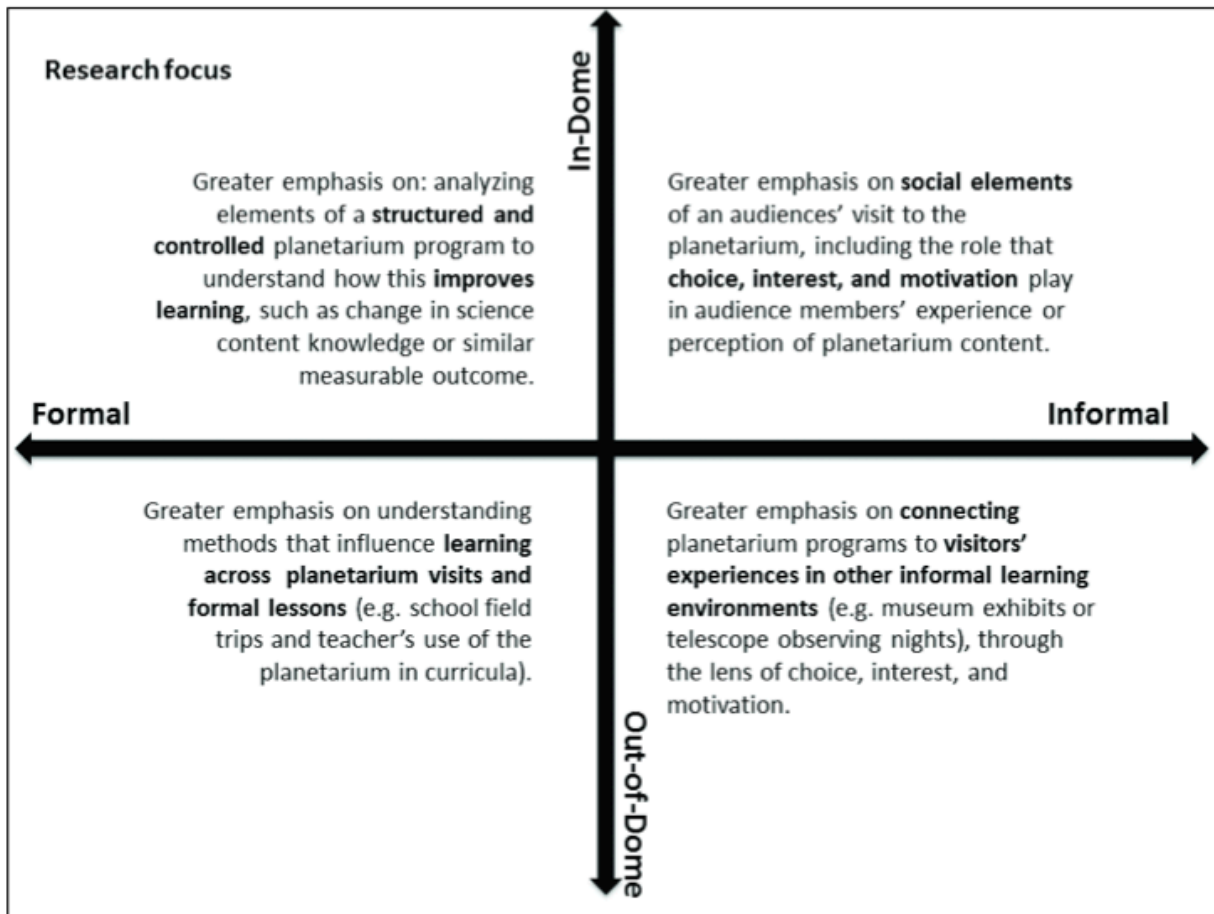 Research focus
In-Dome
Greater emphasis on: analyzing
elements of a structured and
controlled planetarium program to
understand how this improves
learning, such as change in science
content knowledge or similar
measurable outcome.
Greater emphasis on social elements
of an audiences’ visit to the
planetarium, including the role that
choice, interest, and motivation play
in audience members’ experience or
perception of planetarium content.
Formal
Informal
Greater emphasis on understanding
methods that influence learning
across planetarium visits and
formal lessons (e.g. school field
trips and teacher’s use of the
planetarium in curricula).
Greater emphasis on connecting
planetarium programs to visitors’
experiences in other informal learning
environments (e.g. museum exhibits or
telescope observing nights), through
the lens of choice, interest, and
motivation.
Out-of-Dome